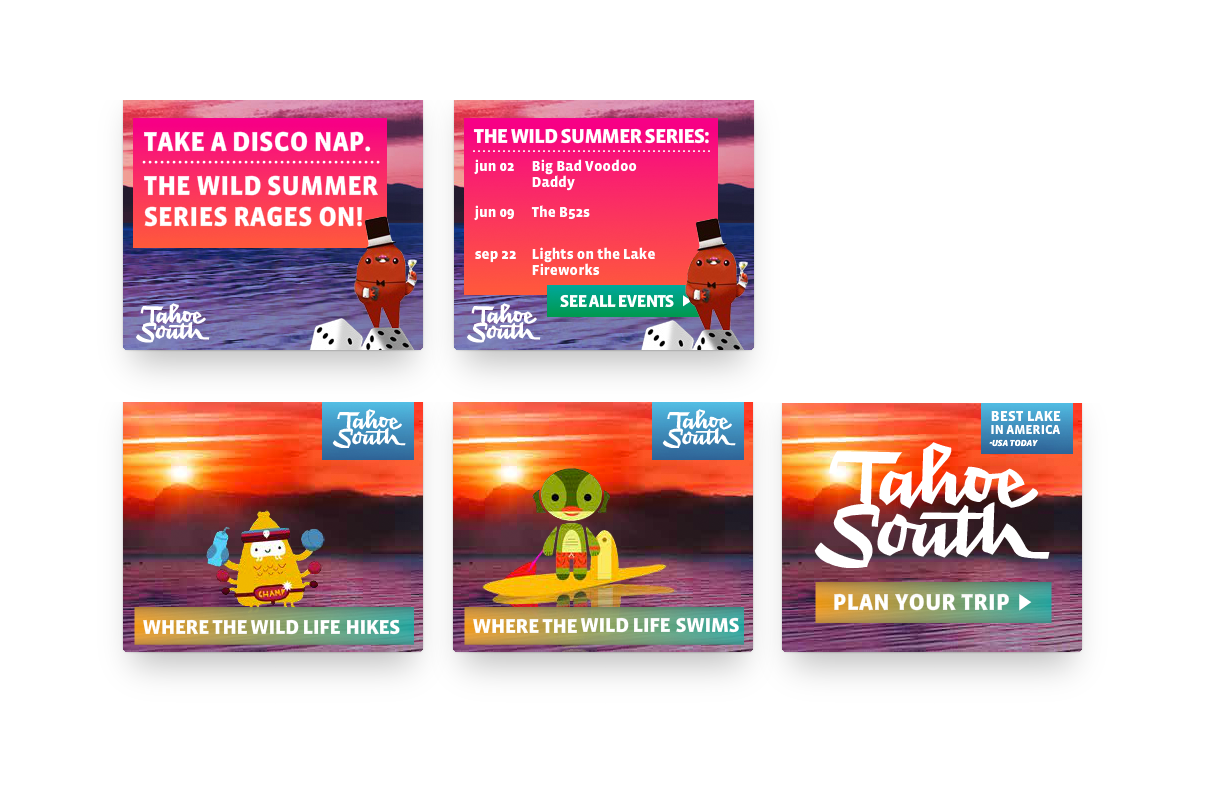 TAKE A DISCO NAP.
THE WILD SUMMER
SERIES RAGES ON!
Tahoe
South
THE WILD SUMMER SERIES:
jun 02 Big Bad Voodoo
Daddy
jun 09 The B52s
sep 22 Lights on the Lake
Fireworks
SEE ALL EVENTS
Tahoe
South
Tahoe
South
CHAMP
WHERE THE WILD LIFE HIKES
Tahoe
South
WHERE THE WILD LIFE SWIMS
BEST LAKE
IN AMERICA
-USA TODAY
Tahoe
South
PLAN YOUR TRIP